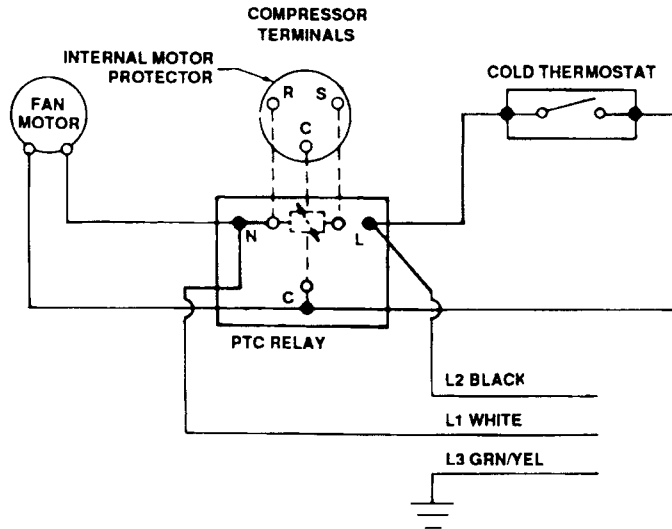 COMPRESSOR
TERMINALS
INTERNAL MOTOR
PROTECTOR
COLD THERMOSTAT
FAN
MOTOR
R
S
C
N
L
C
PTC RELAY
L2 BLACK
L1 WHITE
L3 GRN/YEL